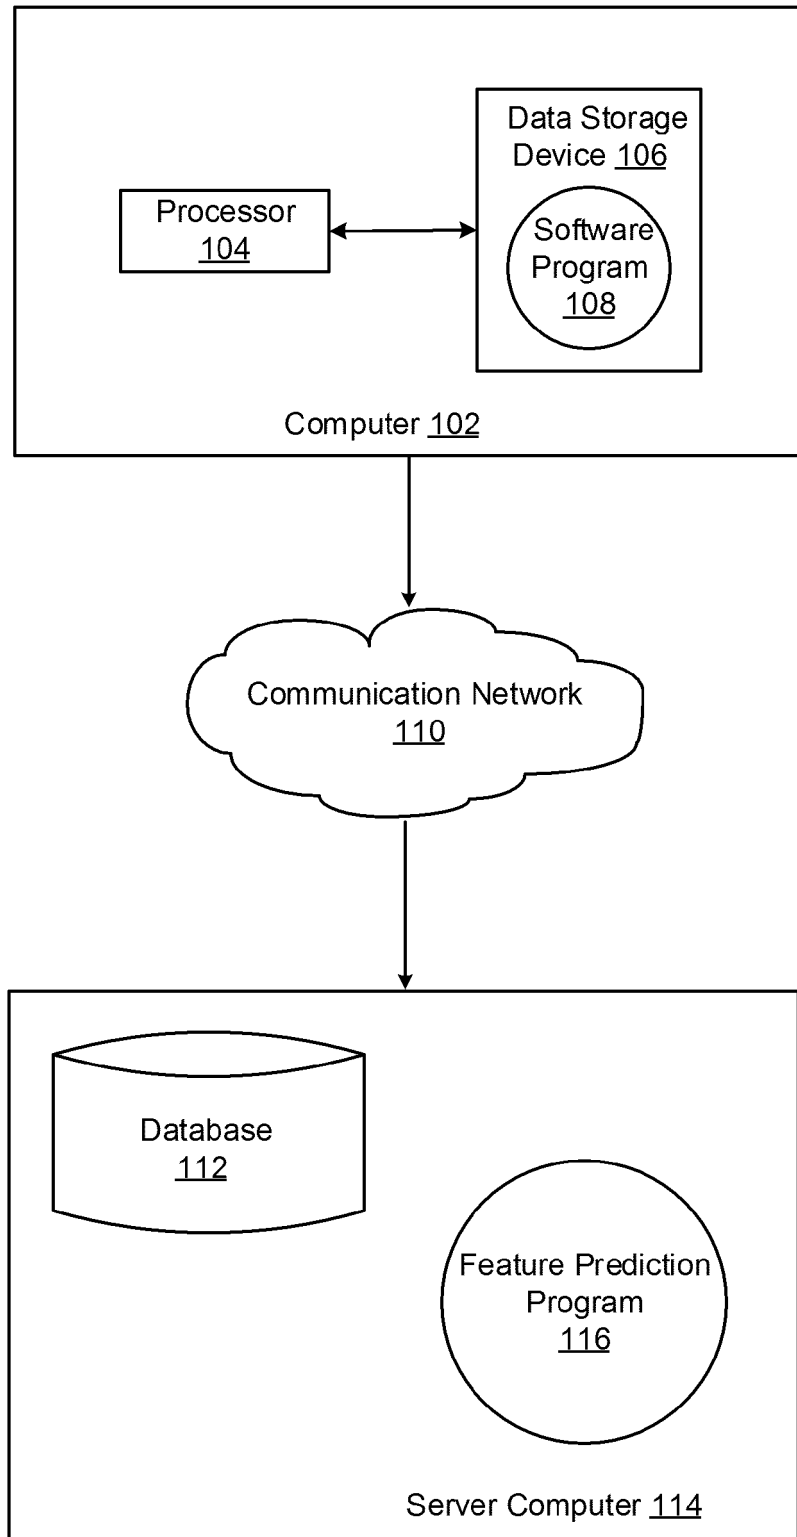 Data Storage
Device 106
Processor
104
Software
Program
108
Computer 102
Communication Network
110
Database
112
Feature Prediction
Program
116
Server Computer 114